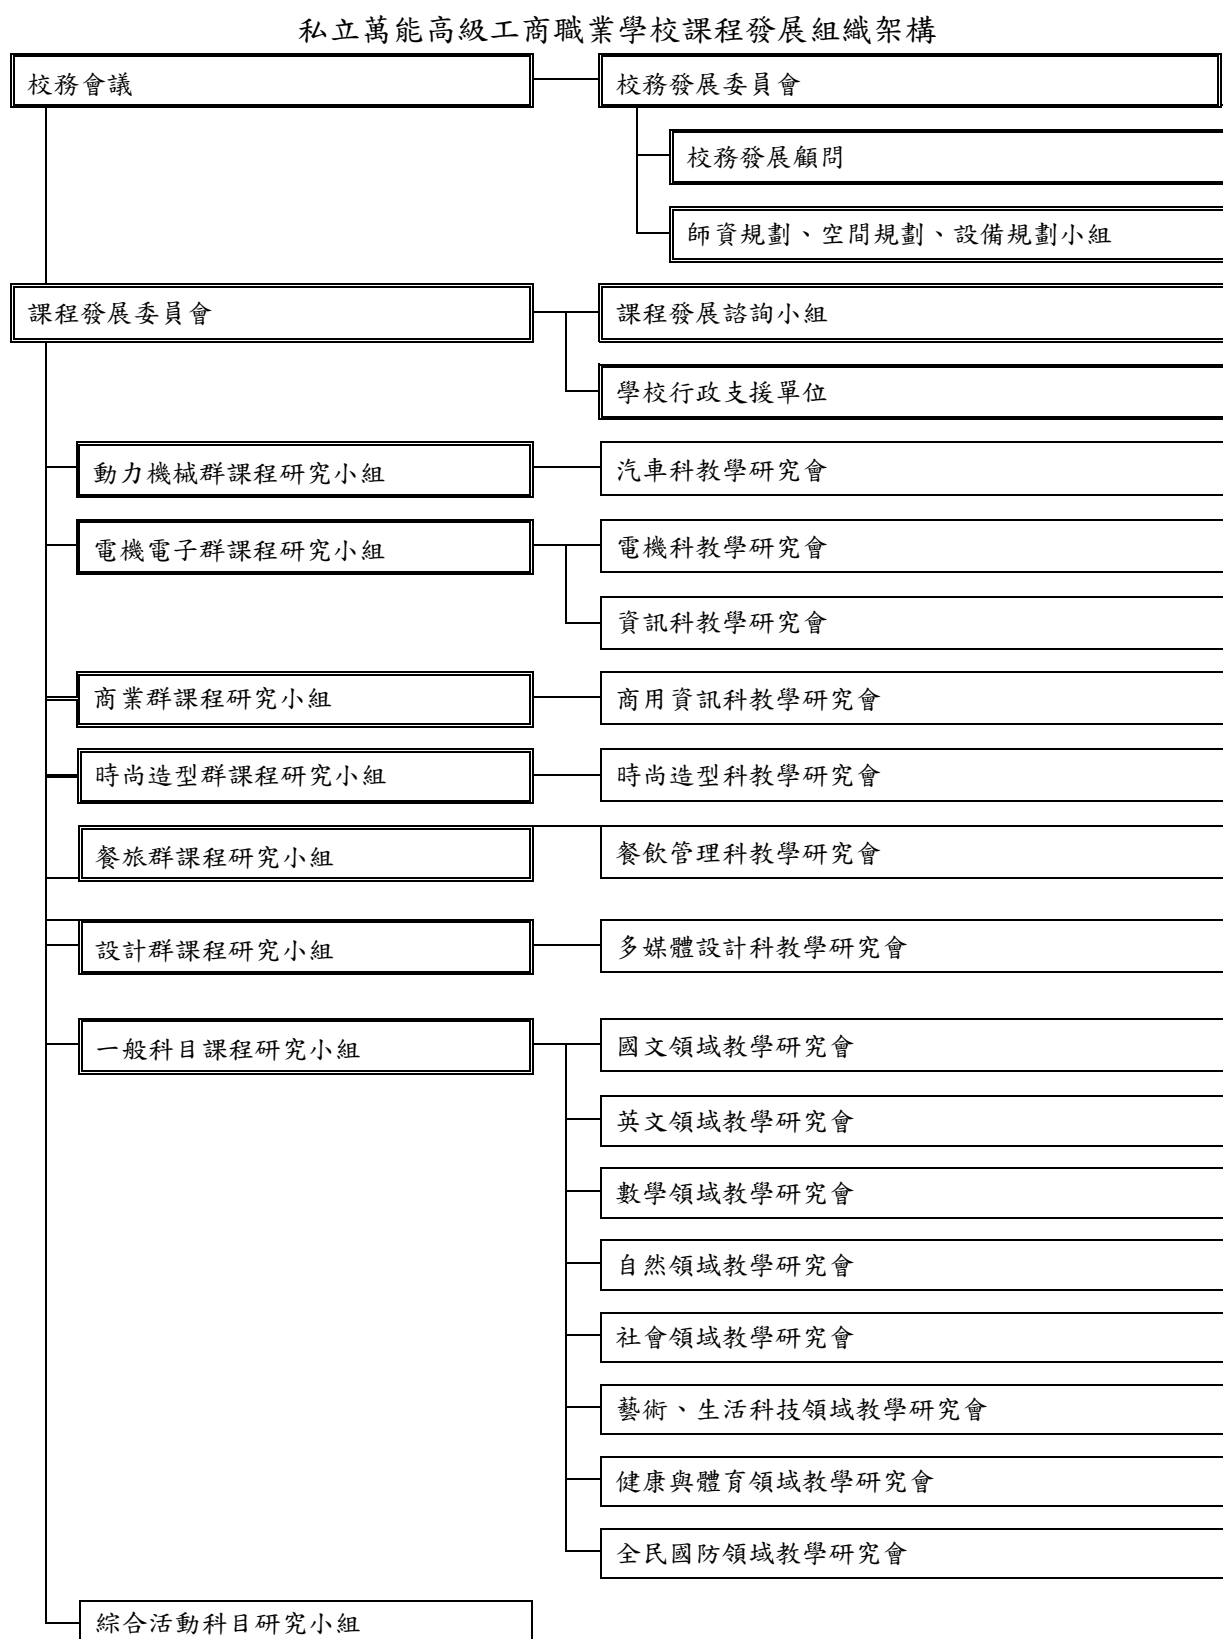 私立萬能高級工商職業學校課程發展組織架構
校務會議
校務發展委員會
校務發展顧問
師資規劃、空間規劃、設備規劃小組
課程發展委員會
課程發展諮詢小組
學校行政支援單位
動力機械群課程研究小組
汽車科教學研究會
電機電子群課程研究小組
電機科教學研究會
資訊科教學研究會
商業群課程研究小組
商用資訊科教學研究會
時尚造型群課程研究小組
時尚造型科教學研究會
餐旅群課程研究小組
餐飲管理科教學研究會
設計群課程研究小組
多媒體設計科教學研究會
一般科目課程研究小組
國文領域教學研究會
英文領域教學研究會
數學領域教學研究會
自然領域教學研究會
社會領域教學研究會
藝術、生活科技領域教學研究會
健康與體育領域教學研究會
全民國防領域教學研究會
綜合活動科目研究小組